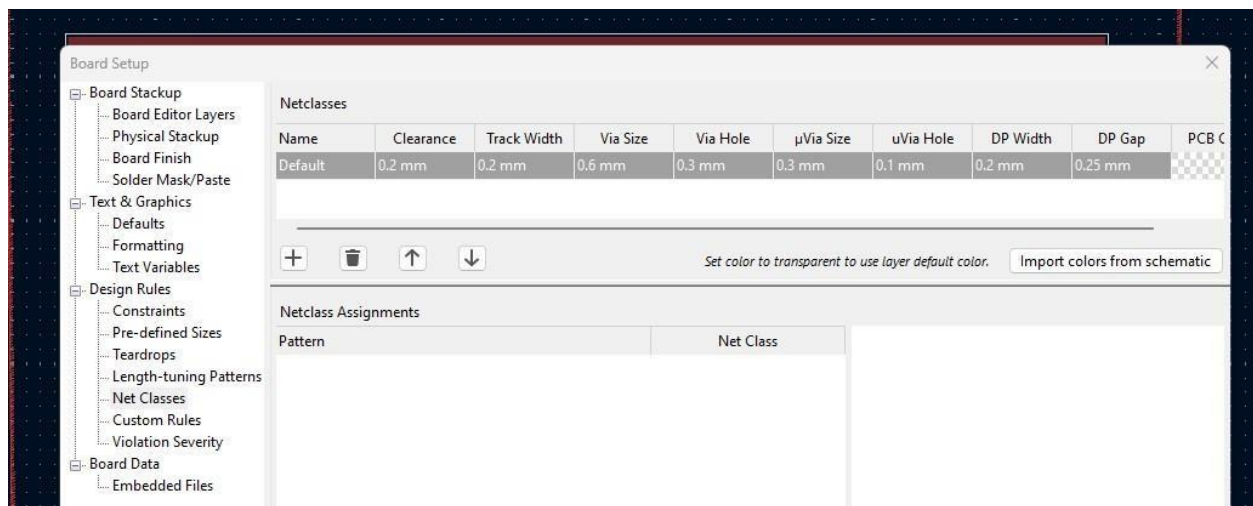 Board Setup
Board Stackup
Board Editor Layers
Physical Stackup
Board Finish
Solder Mask/Paste
Text & Graphics
Defaults
Formatting
Text Variables
Design Rules
Constraints
Pre-defined Sizes
Teardrops
Length-tuning Patterns
Net Classes
Custom Rules
Violation Severity
Board Data
Embedded Files
Netclasses
Name Clearance Track Width Via Size Via Hole µVia Size uVia Hole DP Width DP Gap PCB C
Default 0.2 mm 0.2 mm 0.6 mm 0.3 mm 0.3 mm 0.1 mm 0.2 mm 0.25 mm
Set color to transparent to use layer default color. Import colors from schematic
Netclass Assignments
Pattern Net Class